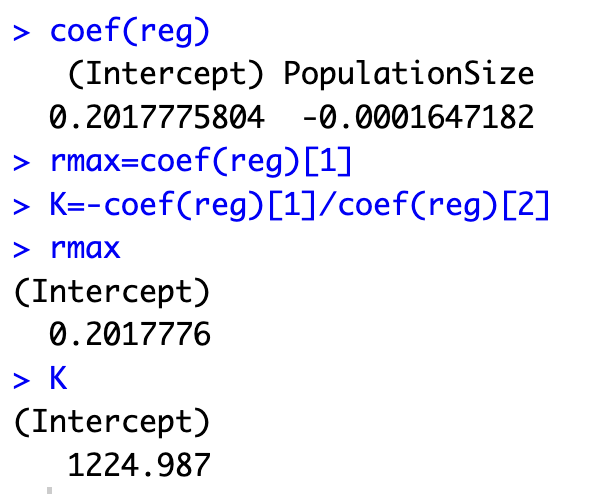 > coef(reg)
(Intercept) PopulationSize
0.2017775804 -0.0001647182
> rmax=coef(reg)[1]
> K=-coef(reg)[1]/coef(reg)[2]
> rmax
(Intercept)
0.2017776
> K
(Intercept)
1224.987